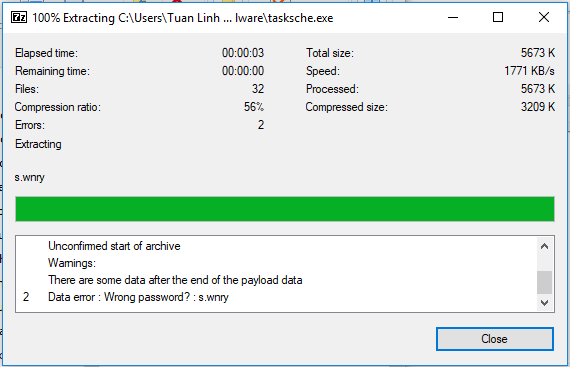 7z 100% Extracting C:\Users\Tuan Linh ... lware\tasksche.exe
Elapsed time: 00:00:03 Total size: 5673 K
Remaining time: 00:00:00 Speed: 1771 KB/s
Files: 32 Processed: 5673 K
Compression ratio: 56% Compressed size: 3209 K
Errors: 2
Extracting
s.wnry
Unconfirmed start of archive
Warnings:
There are some data after the end of the payload data
2 Data error : Wrong password? : s.wnry
Close